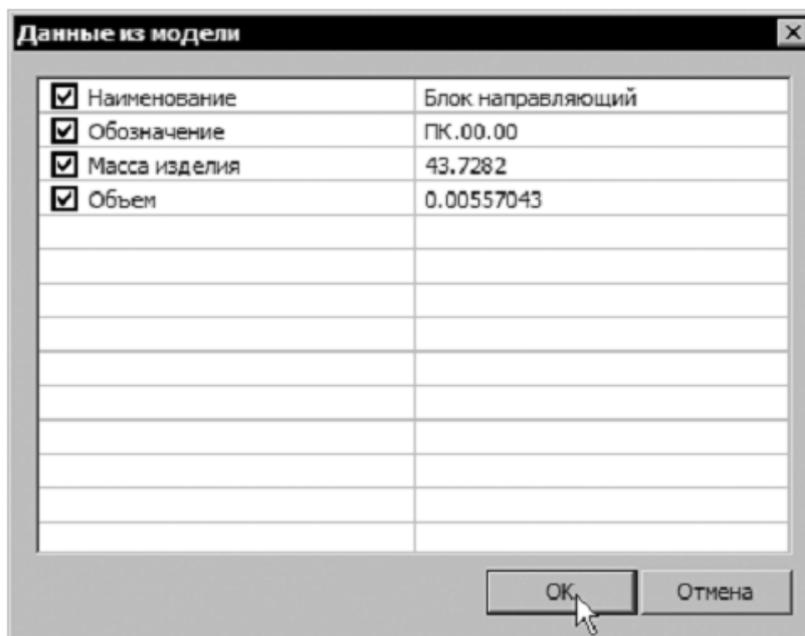 Данные из модели
Наименование Блок направляющий
Обозначение ПК.00.00
Масса изделия 43.7282
Объем 0.00557043
OK Отмена